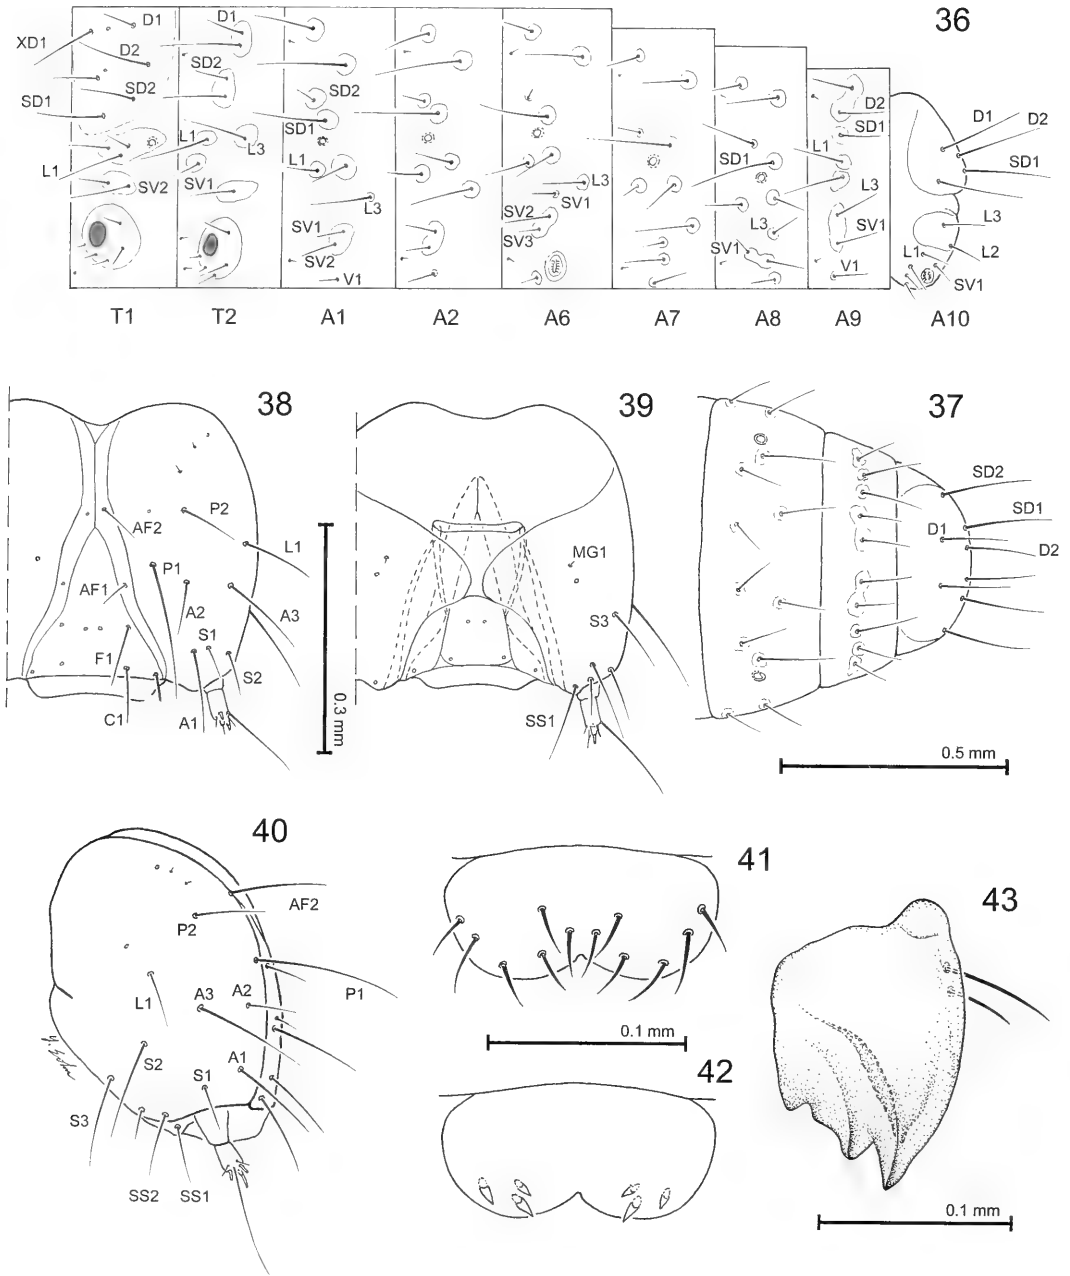 36
D1
D1
XD1
D2
SD2
SD2
SD2
SD1
D2
D1
D2
SD1
SD1
SD1
SD1
L1
L3
L1
L1
L1
SV2
SV1
L3
L3
L3
L3
SV1
SV2
SV1
SV3
L3
SV1
SV1
L2
SV2
L1
V1
V1
SV1
T1 T2 A1 A2 A6 A7 A8 A9 A10
38
39
37
SD2
P2
AF2
SD1
D1
D2
L1
MG1
P1
AF1
A2
A3
S1
S3
F1
S2
C1
A1
SS1
0.3 mm
0.5 mm
40
41
43
AF2
P2
L1
A3
A2
P1
S2
A1
S1
S3
0.1 mm
SS2 SS1
42
0.1 mm